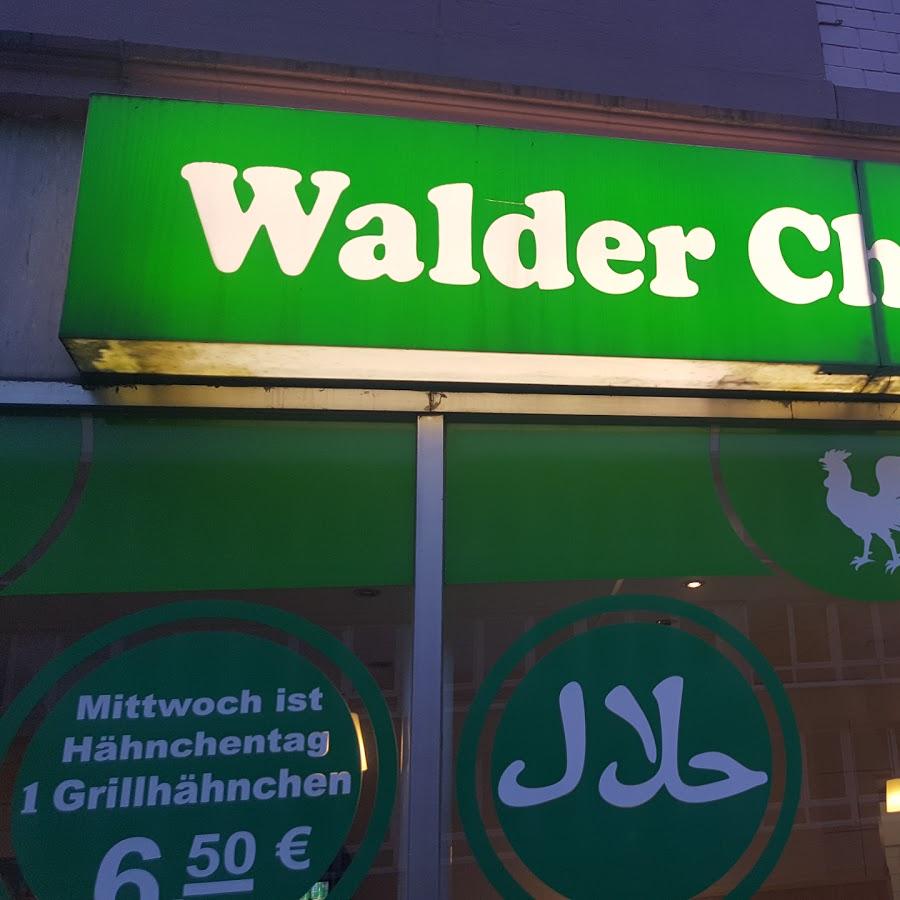 Walder Ch
Mittwoch ist
Hähnchentag
1 Grillhähnchen
6 50 €
حلال